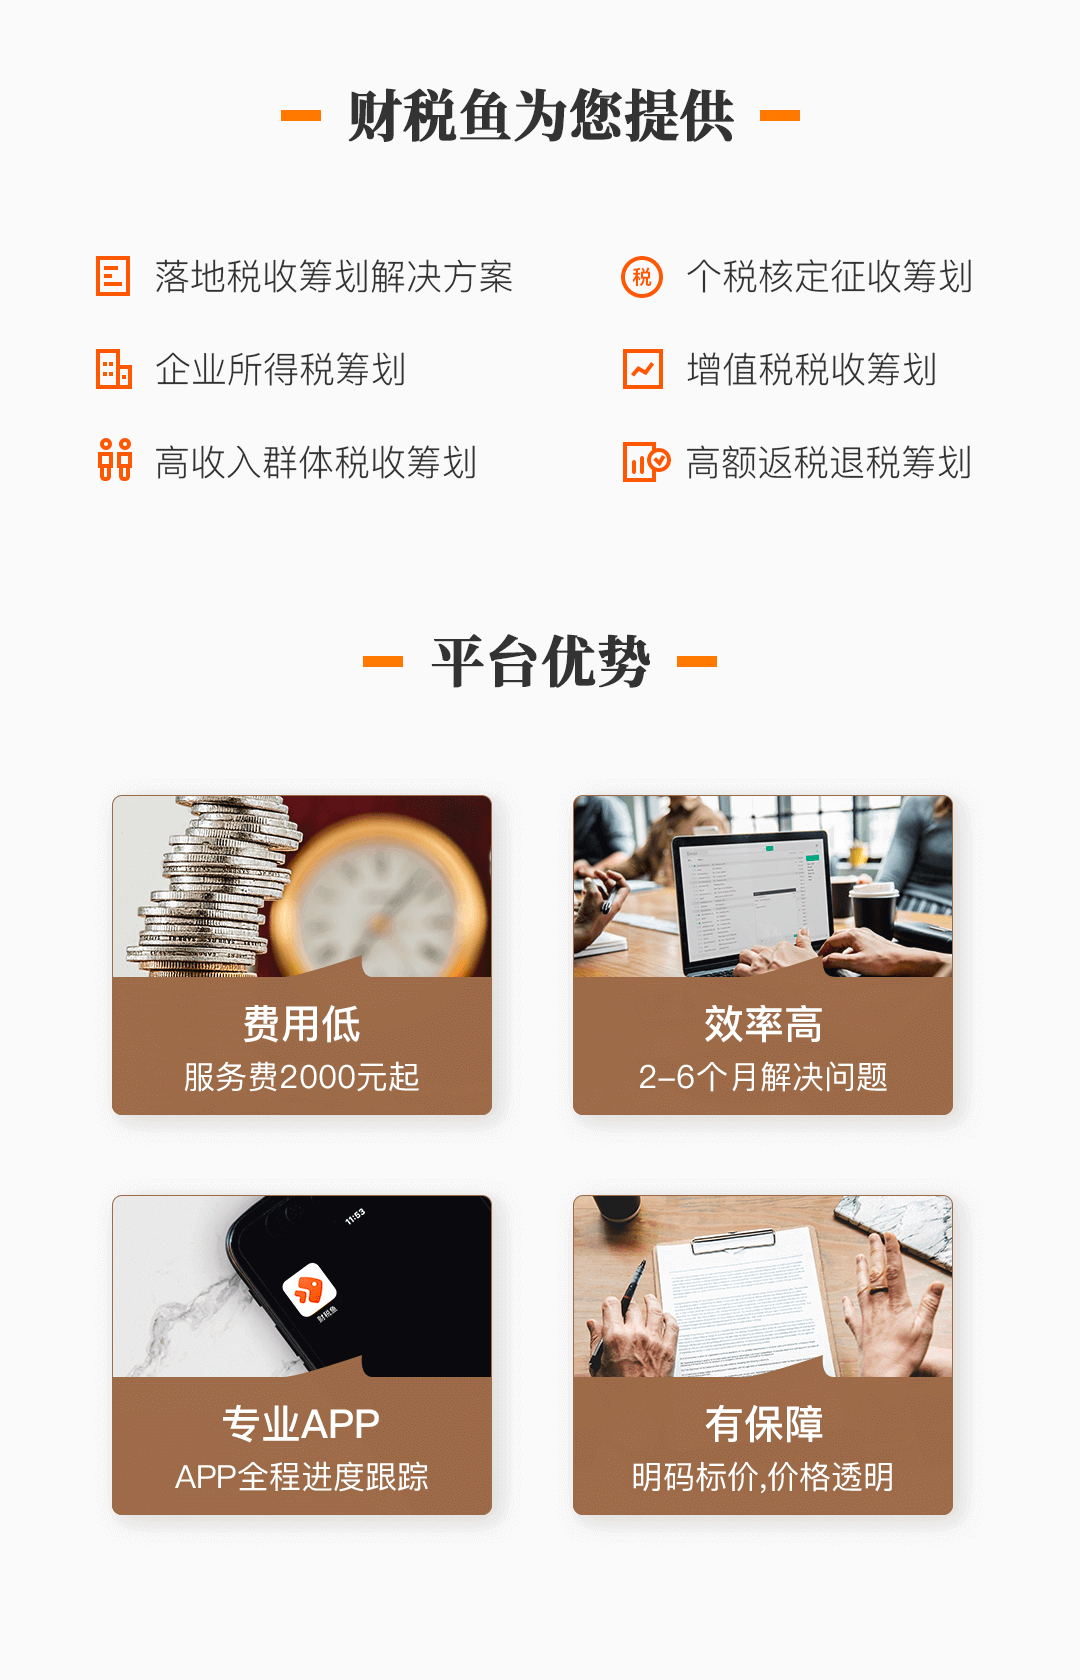 财税鱼为您提供
落地税收筹划解决方案
税
个税核定征收筹划
企业所得税筹划
增值税税收筹划
高收入群体税收筹划
高额返税退税筹划
平台优势
费用低
服务费2000元起
效率高
2-6个月解决问题
11:53
财税鱼
专业APP
APP全程进度跟踪
有保障
明码标价,价格透明